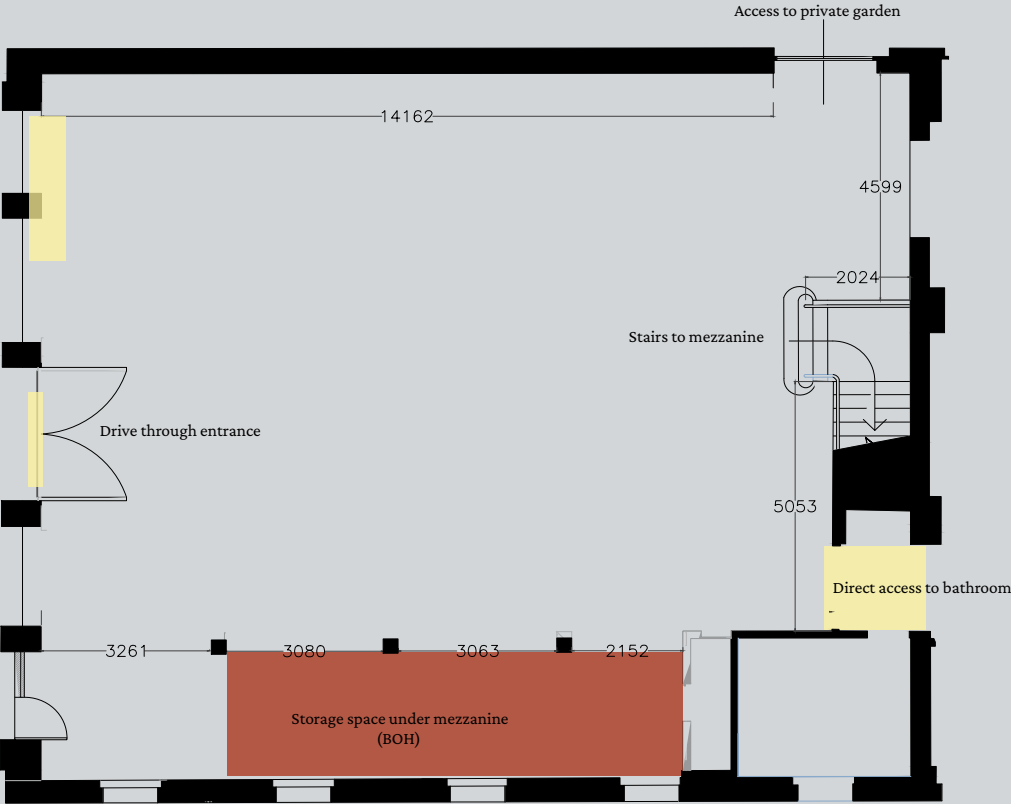 Access to private garden
14162
4599
2024
Stairs to mezzanine
Drive through entrance
5053
Direct access to bathroom
3261
3080
3063
2152
Storage space under mezzanine
(BOH)